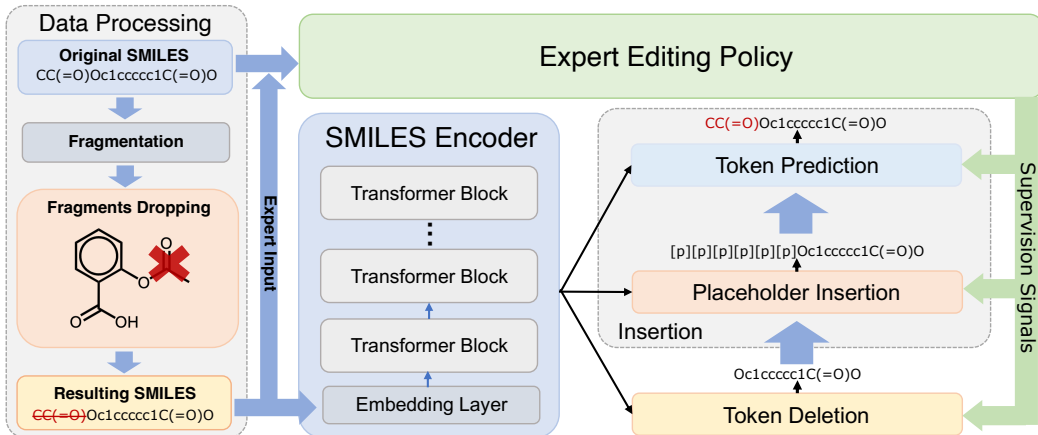 Data Processing
Original SMILES
CC(=O)Oc1ccccc1C(=O)O
Fragmentation
Fragments Dropping
O
O
O
OH
Resulting SMILES
CC(=O)Oc1ccccc1C(=O)O
Expert Input
Expert Editing Policy
SMILES Encoder
Transformer Block
...
Transformer Block
Transformer Block
Embedding Layer
CC(=O)Oc1ccccc1C(=O)O
Token Prediction
[p][p][p][p][p][p]Oc1ccccc1C(=O)O
Placeholder Insertion
Insertion
Oc1ccccc1C(=O)O
Token Deletion
Supervision Signals